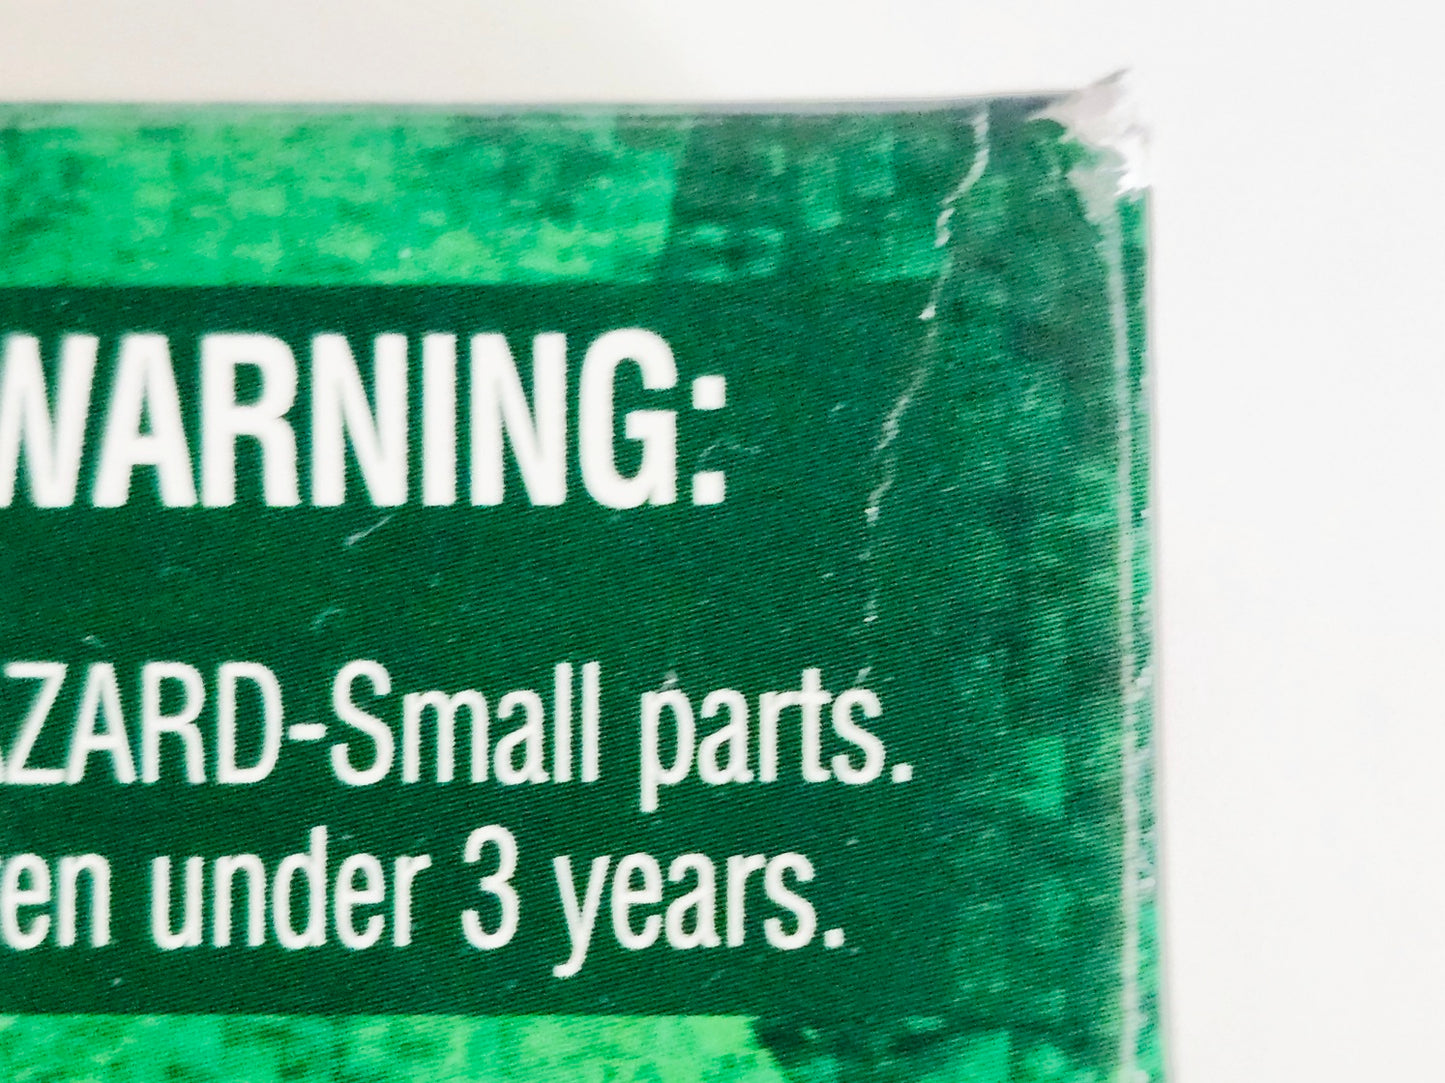 WARNING:
AZARD-Small parts.
en under 3 years.